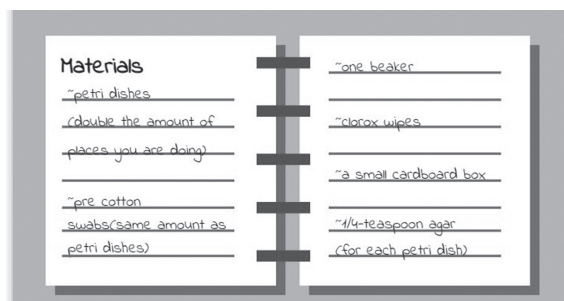 Materials
~petri dishes
(double the amount of
places you are doing)
~pre cotton
swabs(same amount as
petri dishes)
~one beaker
~clorox wipes
~a small cardboard box
~1/4-teaspoon agar
(for each petri dish)